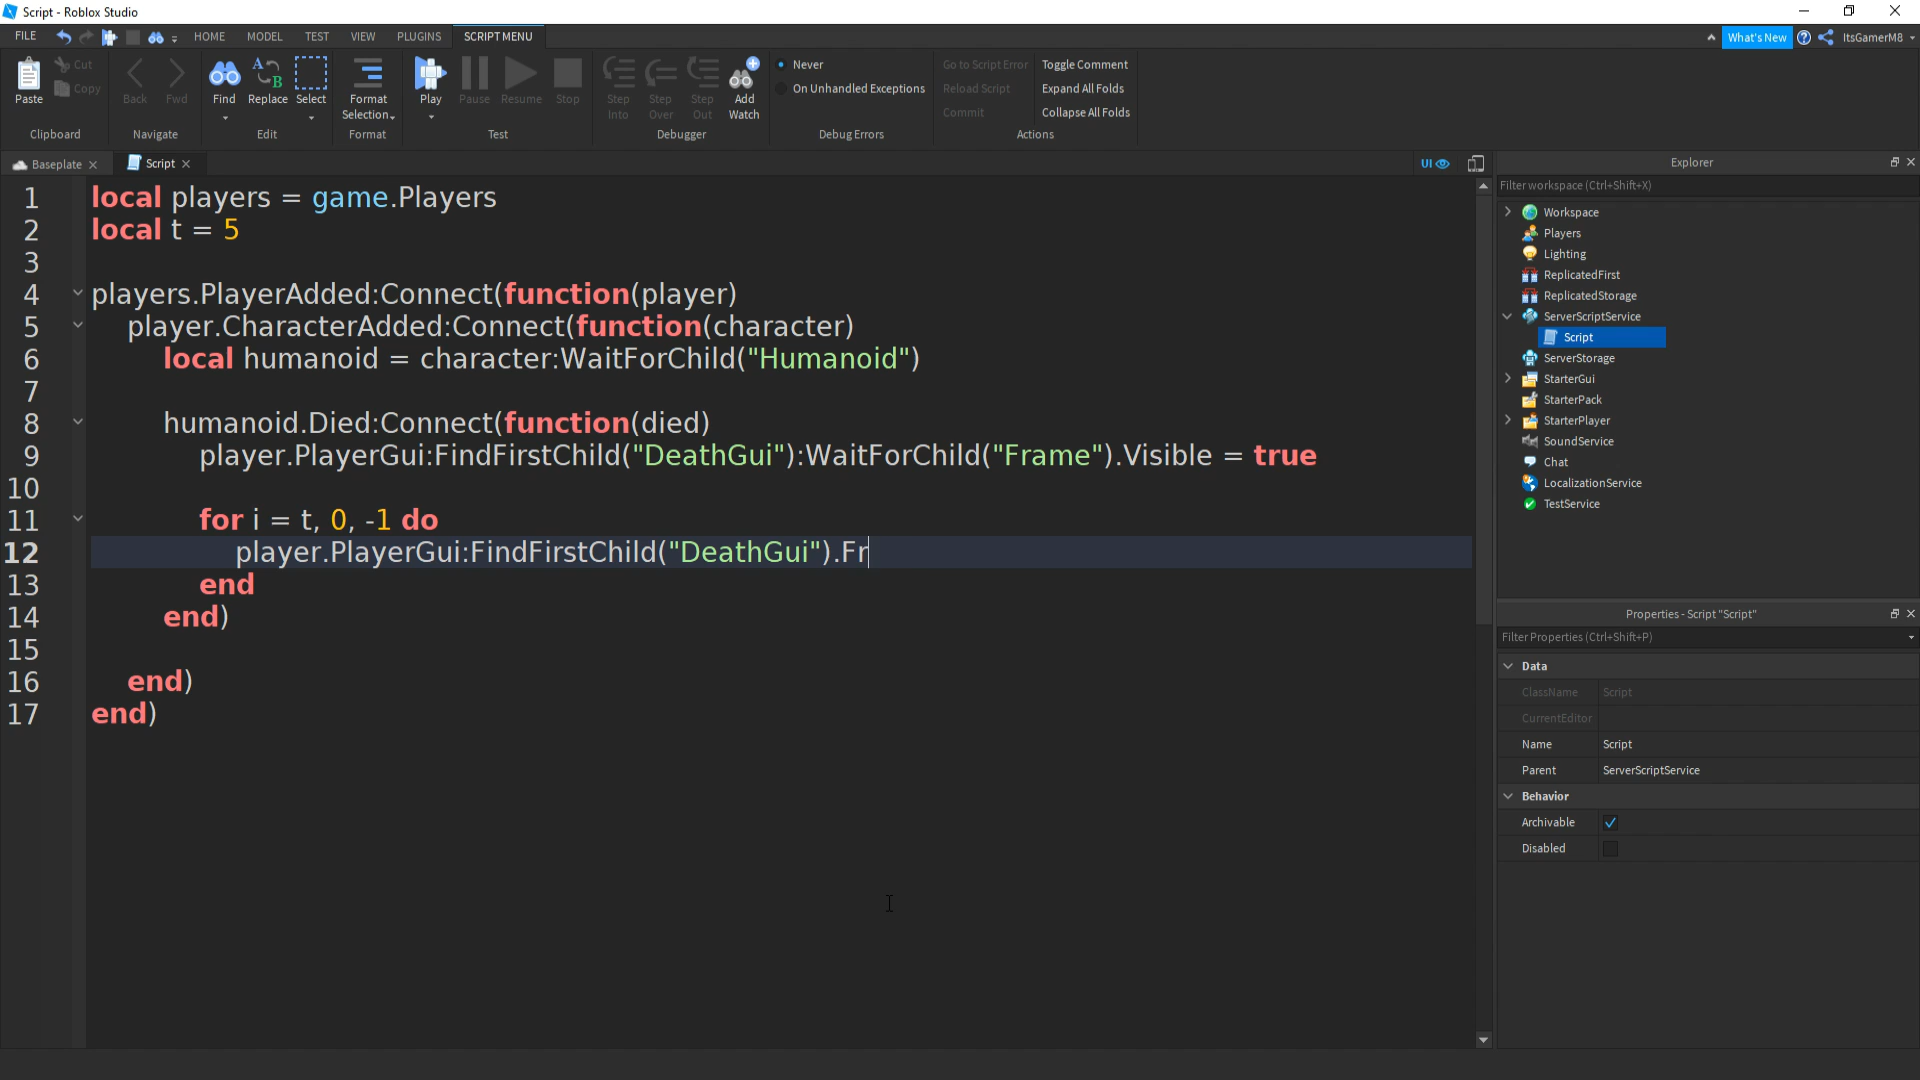 Script - Roblox Studio
FILE HOME MODEL TEST VIEW PLUGINS SCRIPT MENU What's New ItsGamerM8
Paste Cut Copy Back Fwd Find Replace Select Format Selection Play Pause Resume Stop Step Into Step Over Step Out Add Watch Never On Unhandled Exceptions Go to Script Error Reload Script Commit Toggle Comment Expand All Folds Collapse All Folds
Clipboard Navigate Edit Format Test Debugger Debug Errors Actions
Baseplate Script UI
1 local players = game.Players
2 local t = 5
3
4 players.PlayerAdded:Connect(function(player)
5 player.CharacterAdded:Connect(function(character)
6 local humanoid = character:WaitForChild("Humanoid")
7
8 humanoid.Died:Connect(function(died)
9 player.PlayerGui:FindFirstChild("DeathGui"):WaitForChild("Frame").Visible = true
10
11 for i = t, 0, -1 do
12 player.PlayerGui:FindFirstChild("DeathGui").Fr
13 end
14 end)
15
16 end)
17 end)
Explorer
Filter workspace (Ctrl+Shift+X)
Workspace
Players
Lighting
ReplicatedFirst
ReplicatedStorage
ServerScriptService
Script
ServerStorage
StarterGui
StarterPack
StarterPlayer
SoundService
Chat
LocalizationService
TestService
Properties - Script "Script"
Filter Properties (Ctrl+Shift+P)
Data
ClassName Script
CurrentEditor
Name Script
Parent ServerScriptService
Behavior
Archivable
Disabled